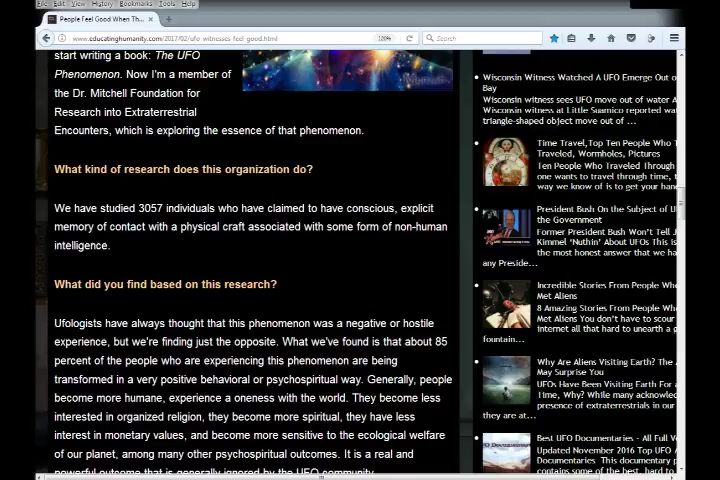 File Edit View History Bookmarks Tools Help
People Feel Good When Th...
www.educatinghumanity.com/2017/02/ufo-witnesses-feel-good.html
120%
Search
start writing a book: The UFO
Phenomenon. Now I'm a member of
the Dr. Mitchell Foundation for
Research into Extraterrestrial
Encounters, which is exploring the essence of that phenomenon.
What kind of research does this organization do?
We have studied 3057 individuals who have claimed to have conscious, explicit
memory of contact with a physical craft associated with some form of non-human
intelligence.
What did you find based on this research?
Ufologists have always thought that this phenomenon was a negative or hostile
experience, but we're finding just the opposite. What we've found is that about 85
percent of the people who are experiencing this phenomenon are being
transformed in a very positive behavioral or psychospiritual way. Generally, people
become more humane, experience a oneness with the world. They become less
interested in organized religion, they become more spiritual, they have less
interest in monetary values, and become more sensitive to the ecological welfare
of our planet, among many other psychospiritual outcomes. It is a real and
powerful outcome that is generally ignored by the UFO community.
Wisconsin Witness Watched A UFO Emerge Out o
Bay
Wisconsin witness sees UFO move out of water A
Wisconsin witness at Little Suamico reported wat
triangle-shaped object move out of ...
Time Travel,Top Ten People Who T
Traveled, Wormholes, Pictures
Ten People Who Traveled Through
one wants to travel through time, t
way we know of is to get your hand
President Bush On the Subject of U
the Government
Former President Bush Won't Tell J
Kimmel 'Nuthin' About UFOs This is
the most honest answer that we ha
any Preside...
Incredible Stories From People Wh
Met Aliens
8 Amazing Stories From People Wh
Met Aliens You don't have to scour
internet all that hard to unearth a g
fountain...
Why Are Aliens Visiting Earth? The A
May Surprise You
UFOs Have Been Visiting Earth For A
Time, Why? While many acknowled
presence of extraterrestrials in our
they are at...
Best UFO Documentaries - All Full V
Updated November 2016 Top UFO
Documentaries This documentary p
contains some of the best, hard to